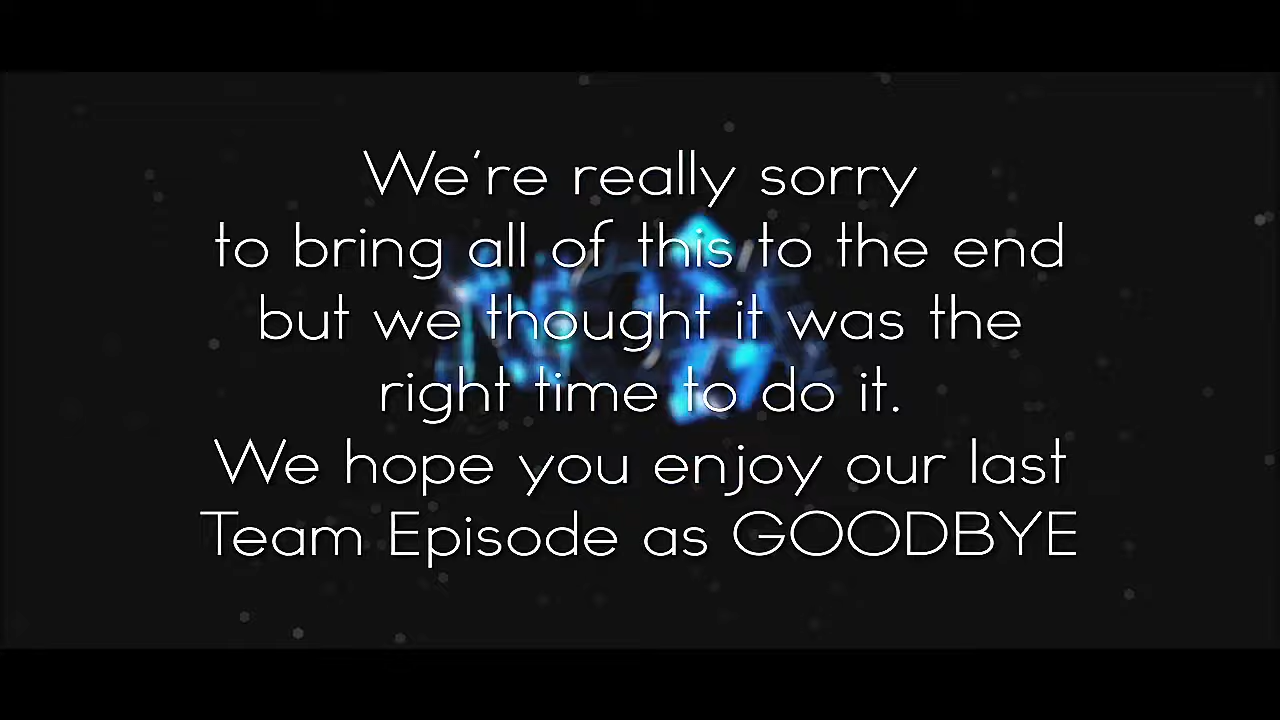 We're really sorry
to bring all of this to the end
but we thought it was the
right time to do it.
We hope you enjoy our last
Team Episode as GOODBYE